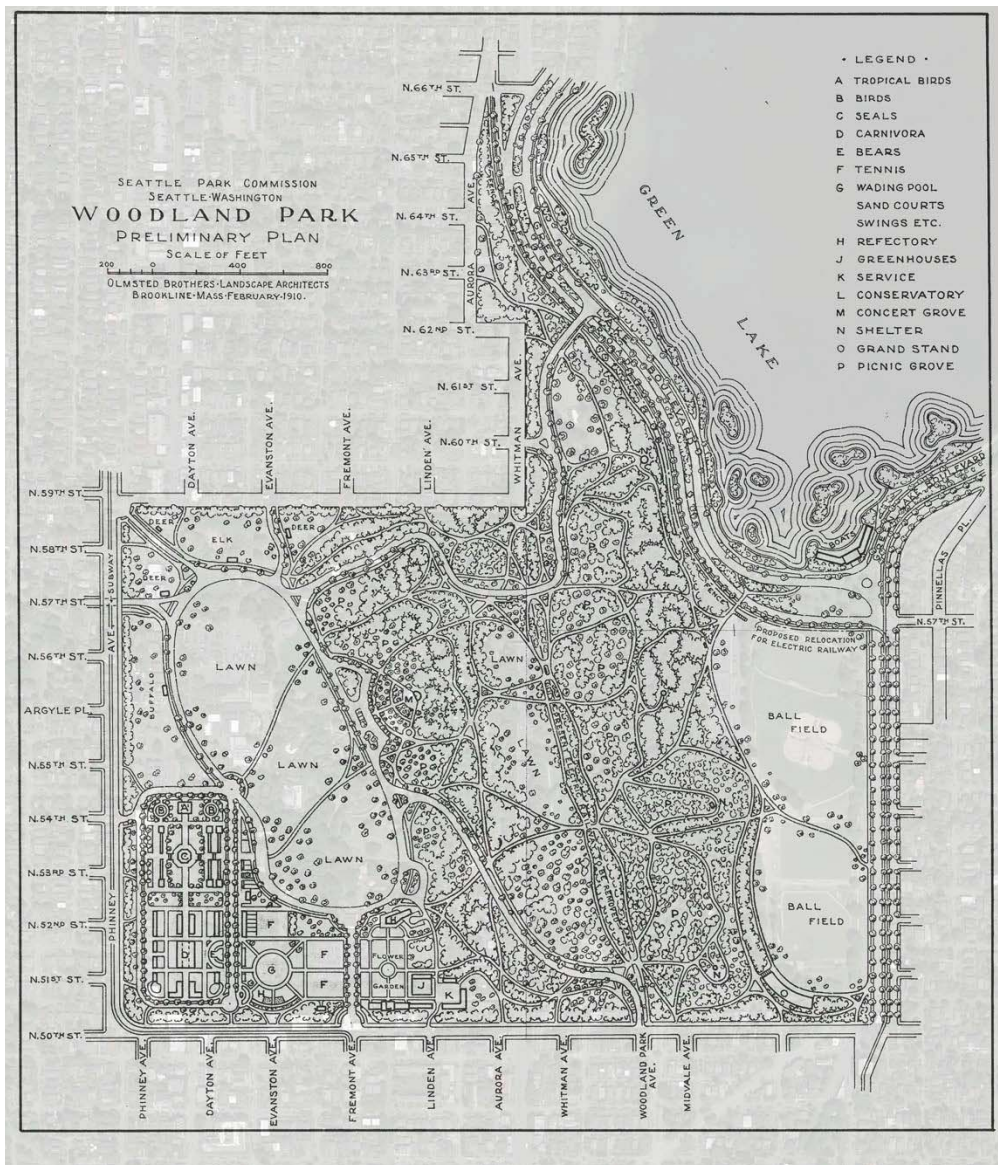 SEATTLE PARK COMMISSION
SEATTLE·WASHINGTON
WOODLAND PARK
PRELIMINARY PLAN
SCALE OF FEET
200 0 400 800
OLMSTED BROTHERS·LANDSCAPE ARCHITECTS
BROOKLINE·MASS·FEBRUARY·1910.
· LEGEND ·
A TROPICAL BIRDS
B BIRDS
C SEALS
D CARNIVORA
E BEARS
F TENNIS
G WADING POOL
SAND COURTS
SWINGS ETC.
H REFECTORY
J GREENHOUSES
K SERVICE
L CONSERVATORY
M CONCERT GROVE
N SHELTER
O GRAND STAND
P PICNIC GROVE
N. 66TH ST.
N. 65TH ST.
N. 64TH ST.
N. 63RD ST.
N. 62ND ST.
N. 61ST ST.
N. 60TH ST.
AURORA AVE.
WHITMAN AVE.
GREEN
LAKE
GREEN LAKE BOULEVARD
DAYTON AVE.
EVANSTON AVE.
FREMONT AVE.
LINDEN AVE.
N. 59TH ST.
N. 58TH ST.
N. 57TH ST.
N. 56TH ST.
ARGYLE PL.
N. 55TH ST.
N. 54TH ST.
N. 53RD ST.
N. 52ND ST.
N. 51ST ST.
N. 50TH ST.
PHINNEY AVE.
SUBWAY
DEER
ELK
DEER
DEER
BUFFALO
LAWN
LAWN
LAWN
LAWN
LAWN
BOATS
PINNELLAS PL.
N. 57TH ST.
PROPOSED RELOCATION
FOR ELECTRIC RAILWAY
BALL
FIELD
BALL
FIELD
FLOWER
GARDEN
F
F
F
G
H
J
K
C
M
N
PHINNEY AVE.
DAYTON AVE.
EVANSTON AVE.
FREMONT AVE.
LINDEN AVE.
AURORA AVE.
WHITMAN AVE.
WOODLAND PARK
AVE.
MIDVALE AVE.